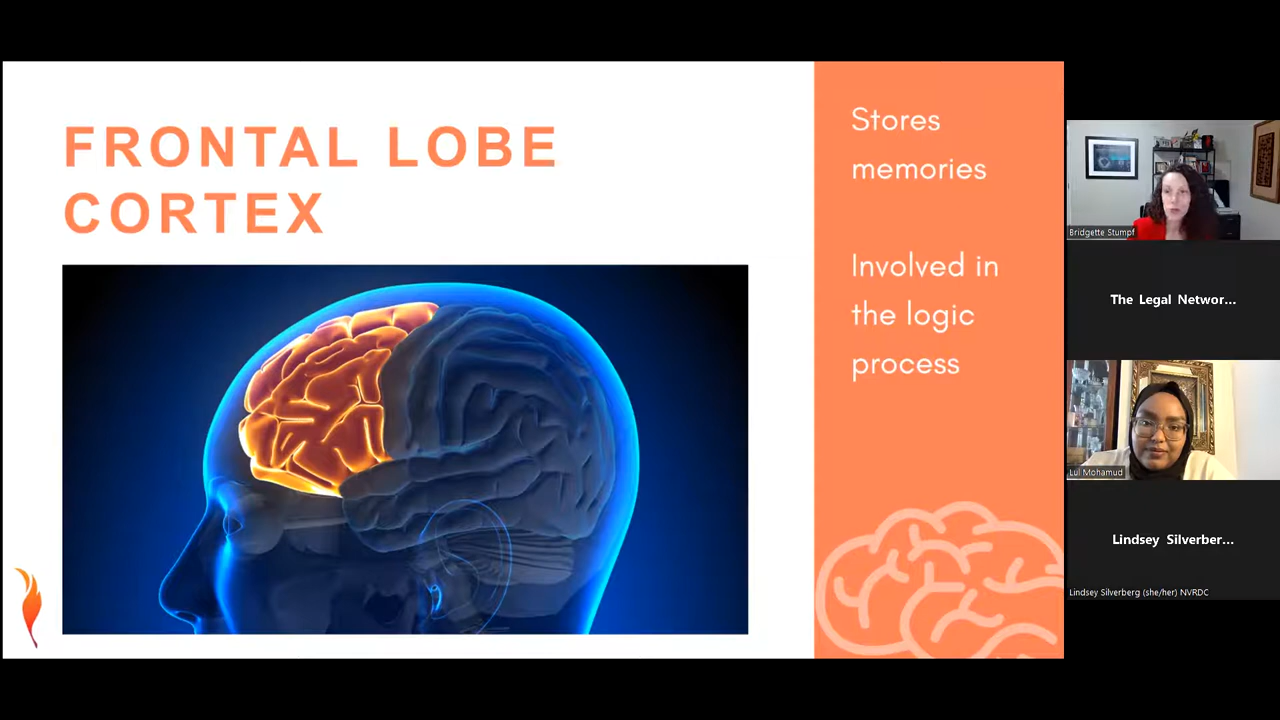 FRONTAL LOBE
CORTEX
Stores
memories
Involved in
the logic
process
Bridgette Stumpf
The Legal Networ...
Lul Mohamud
Lindsey Silverber...
Lindsey Silverberg (she/her) NVRDC